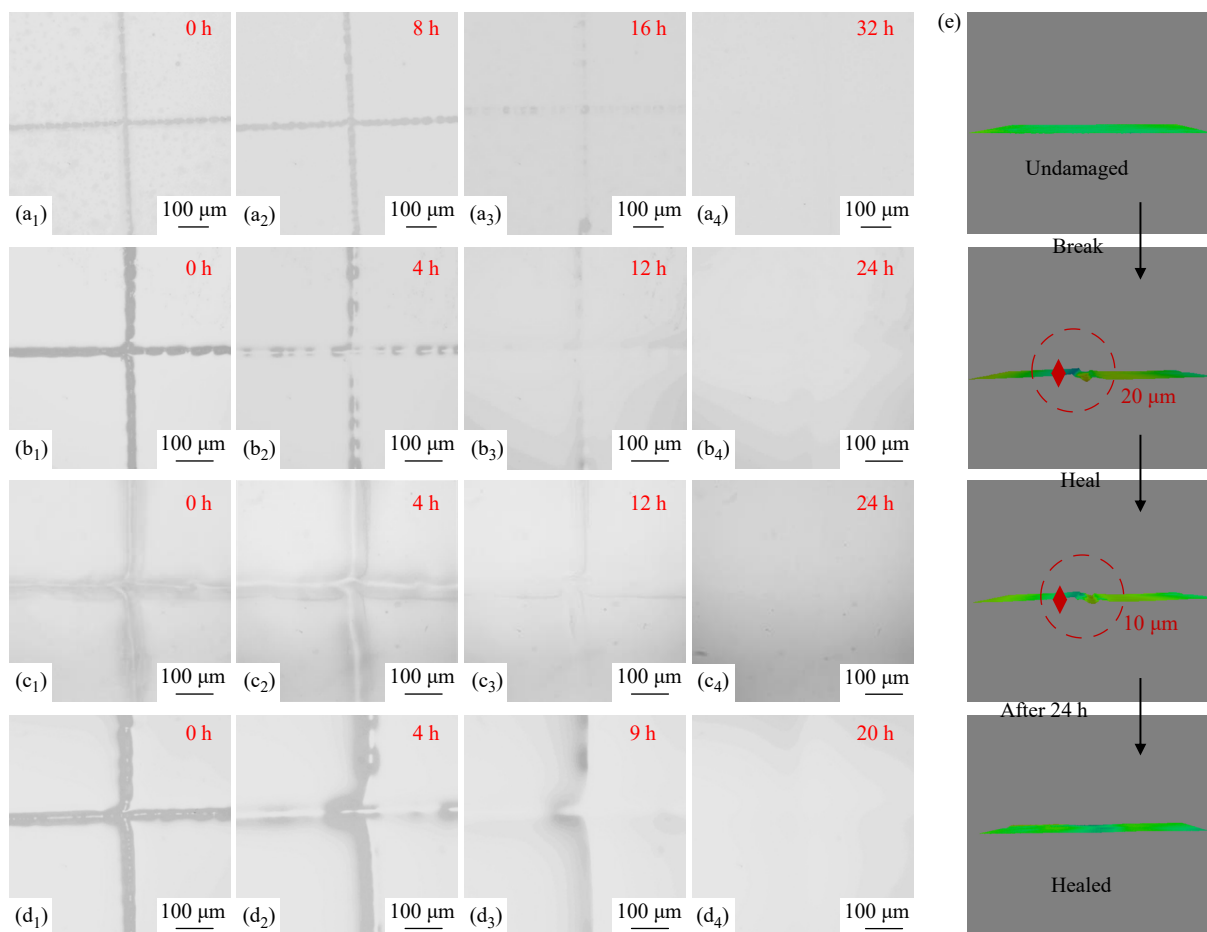 0 h
8 h
16 h
32 h
(e)
(a1)
100 μm
(a2)
100 μm
(a3)
100 μm
(a4)
100 μm
Undamaged
Break
0 h
4 h
12 h
24 h
(b1)
100 μm
(b2)
100 μm
(b3)
100 μm
(b4)
100 μm
20 μm
Heal
0 h
4 h
12 h
24 h
(c1)
100 μm
(c2)
100 μm
(c3)
100 μm
(c4)
100 μm
10 μm
After 24 h
0 h
4 h
9 h
20 h
(d1)
100 μm
(d2)
100 μm
(d3)
100 μm
(d4)
100 μm
Healed